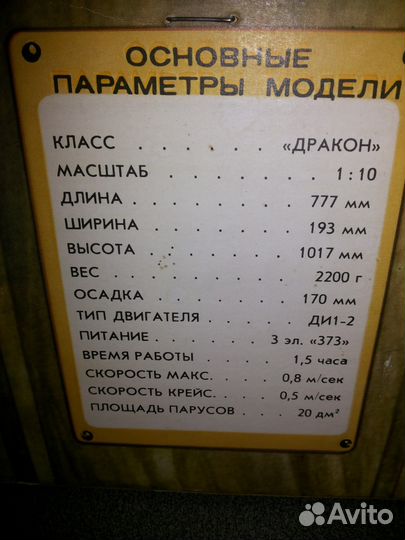 ОСНОВНЫЕ
ПАРАМЕТРЫ МОДЕЛИ
КЛАСС . . . . . . «ДРАКОН»
МАСШТАБ . . . . . . 1 : 10
ДЛИНА . . . . . . . 777 мм
ШИРИНА . . . . . . 193 мм
ВЫСОТА . . . . . . 1017 мм
ВЕС . . . . . . . . 2200 г
ОСАДКА . . . . . . 170 мм
ТИП ДВИГАТЕЛЯ . . . . ДИ1-2
ПИТАНИЕ . . . . . 3 эл. «373»
ВРЕМЯ РАБОТЫ . . . . 1,5 часа
СКОРОСТЬ МАКС. . . . 0,8 м/сек
СКОРОСТЬ КРЕЙС. . . . 0,5 м/сек
ПЛОЩАДЬ ПАРУСОВ . . . 20 дм²
Avito